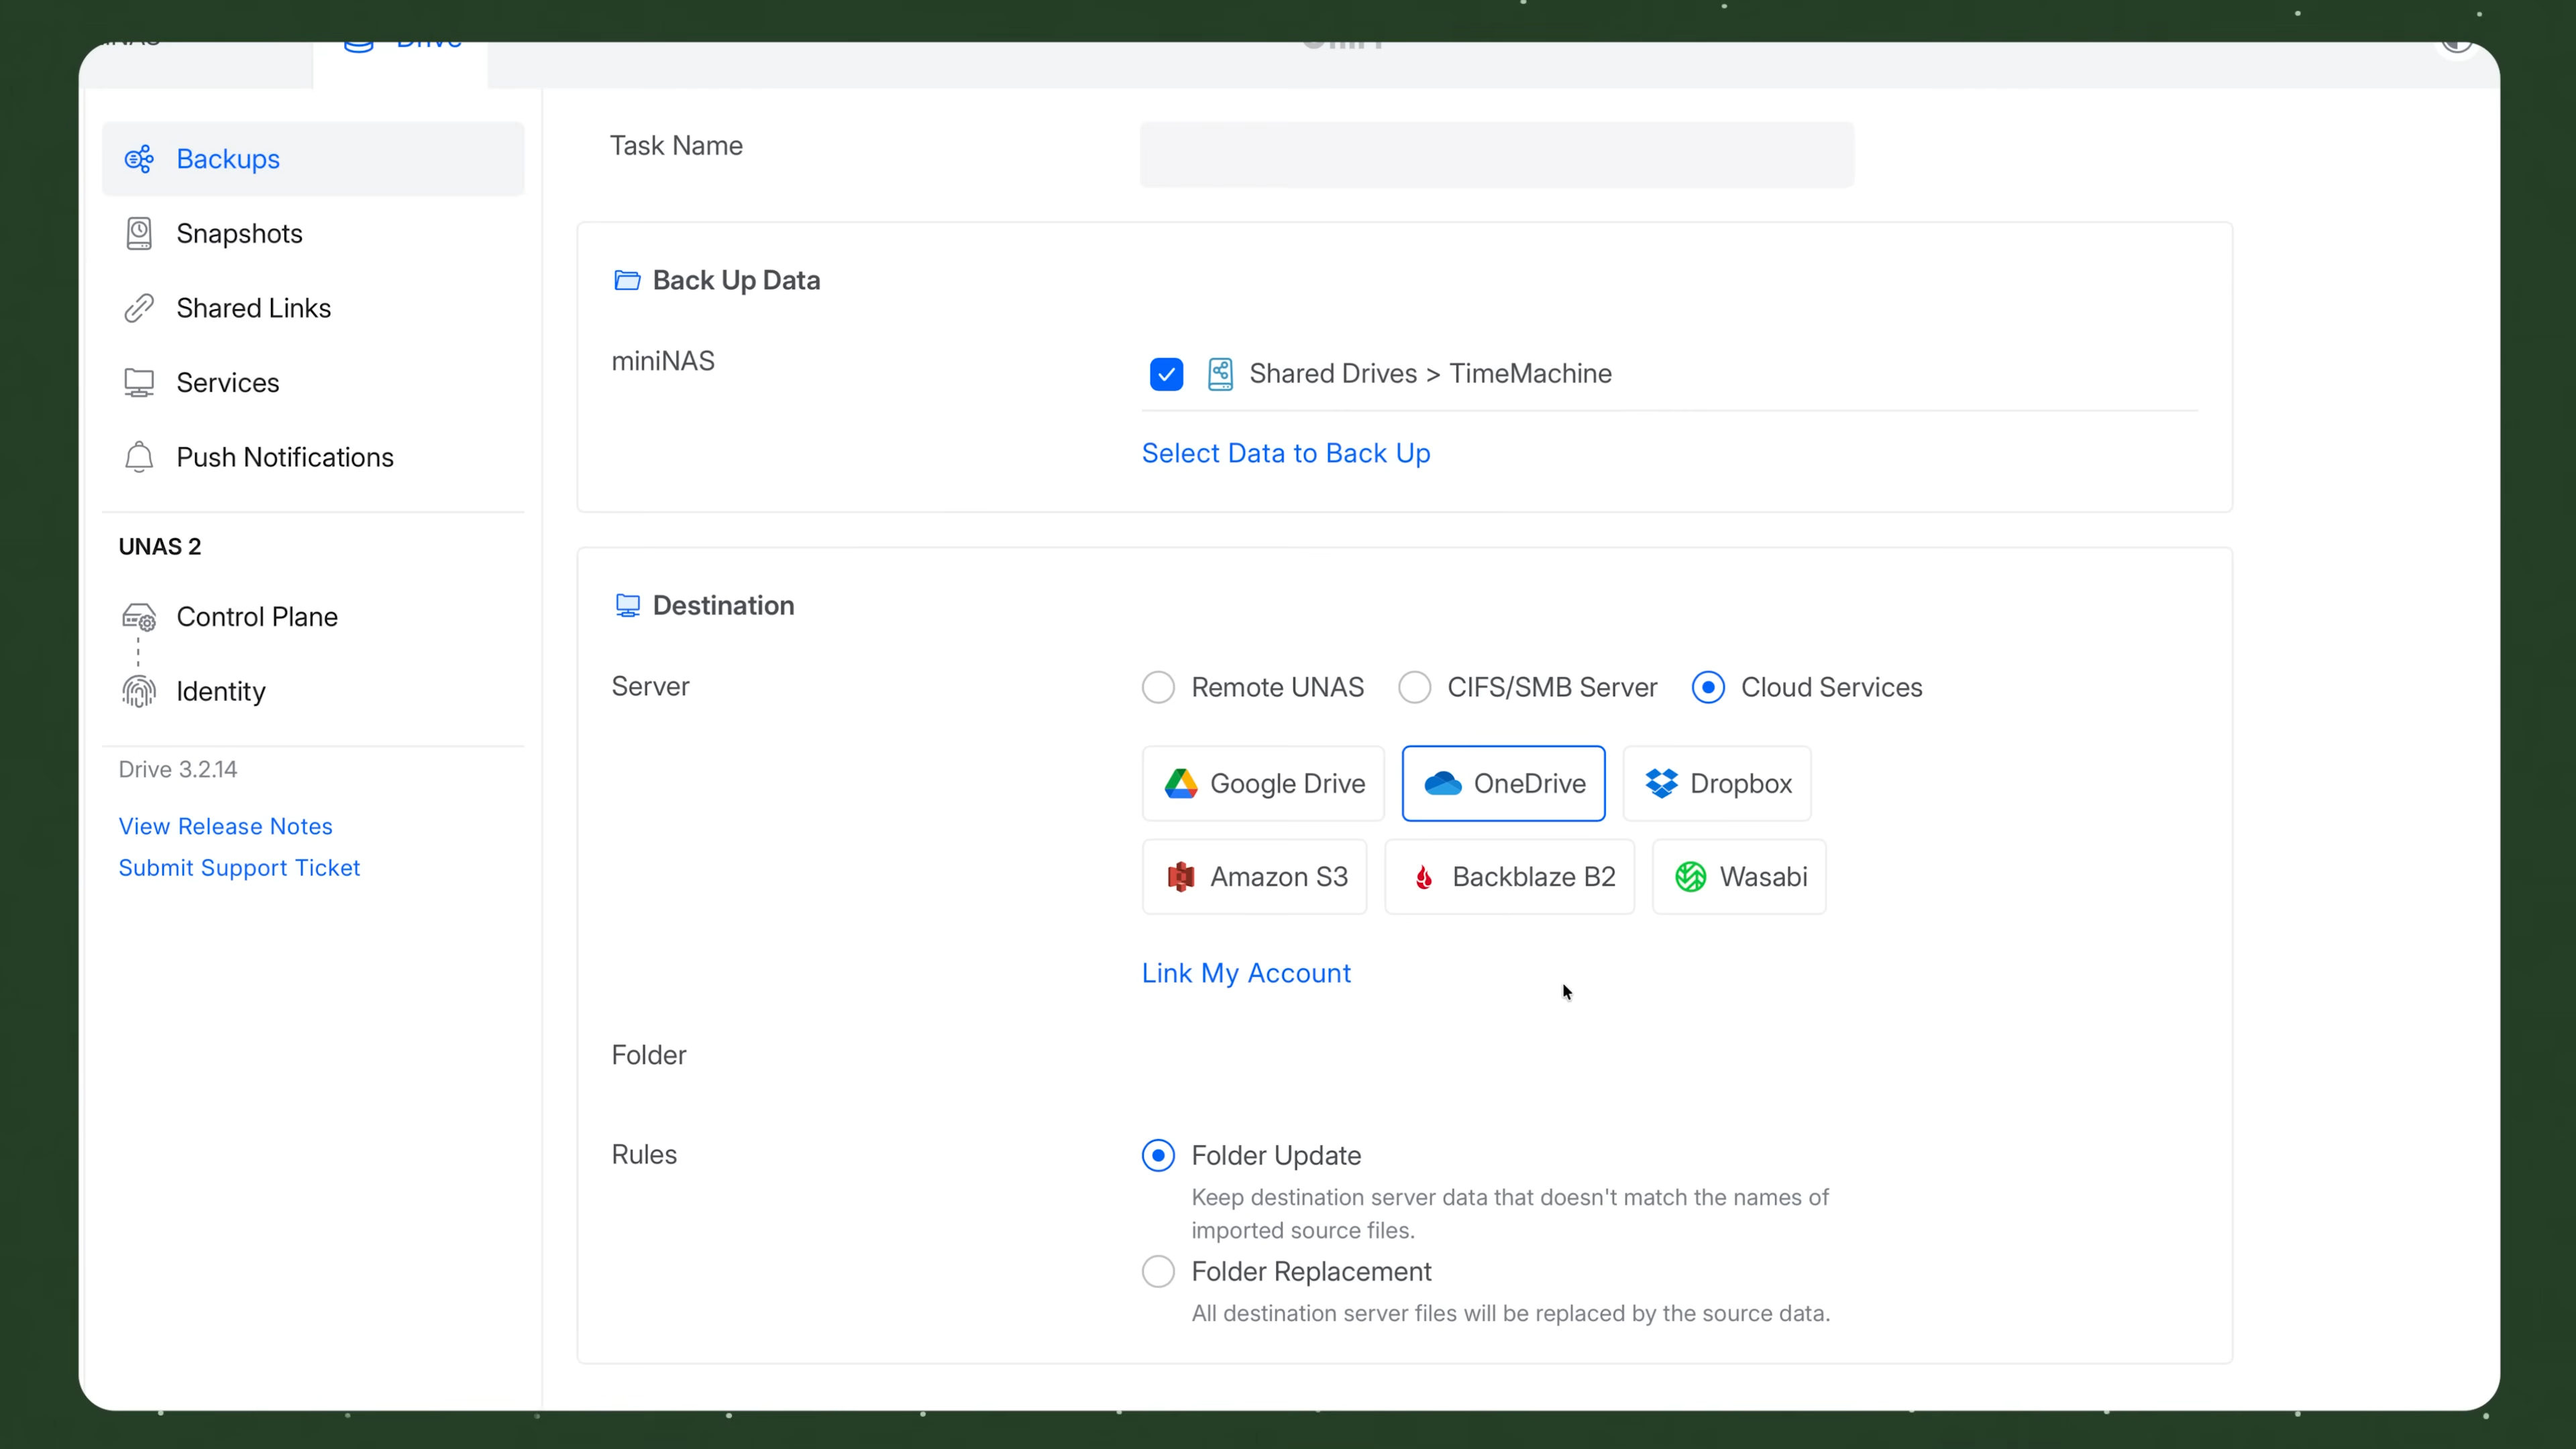 Drive
Backups
Snapshots
Shared Links
Services
Push Notifications
UNAS 2
Control Plane
Identity
Drive 3.2.14
View Release Notes
Submit Support Ticket
Task Name
Back Up Data
miniNAS
Shared Drives > TimeMachine
Select Data to Back Up
Destination
Server
Remote UNAS
CIFS/SMB Server
Cloud Services
Google Drive
OneDrive
Dropbox
Amazon S3
Backblaze B2
Wasabi
Link My Account
Folder
Rules
Folder Update
Keep destination server data that doesn't match the names of
imported source files.
Folder Replacement
All destination server files will be replaced by the source data.